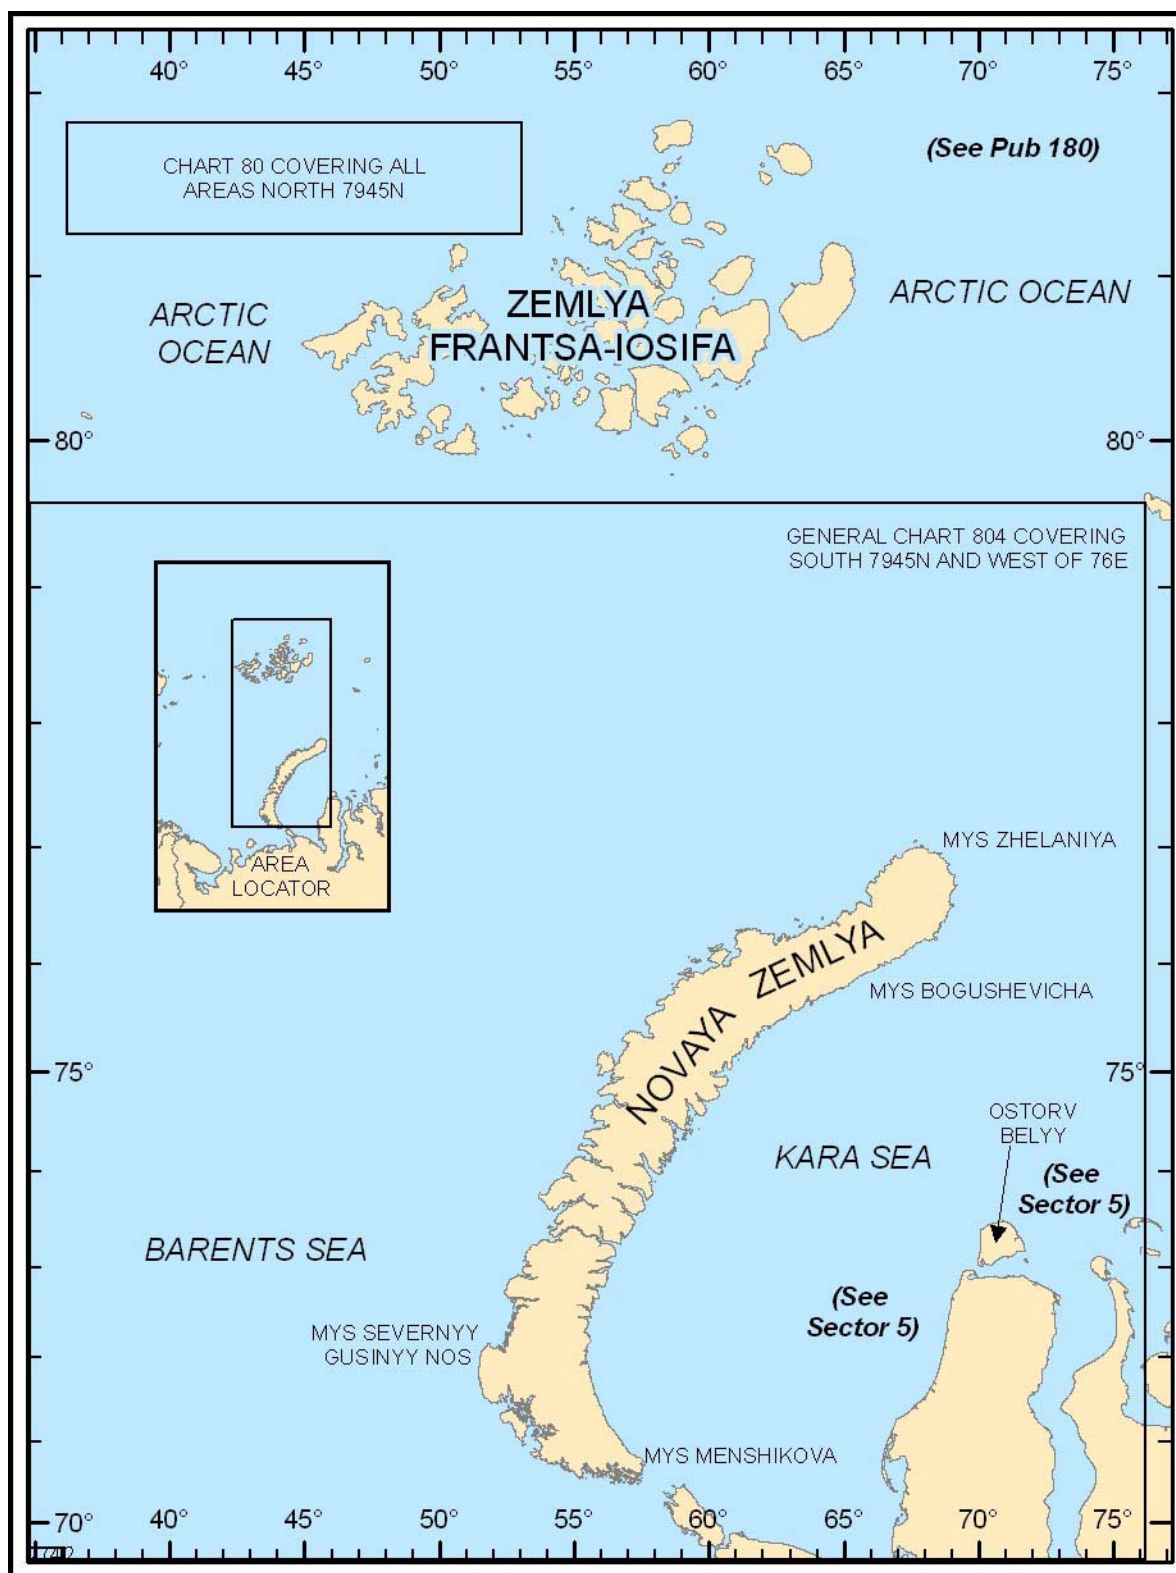 40° 45° 50° 55° 60° 65° 70° 75°
CHART 80 COVERING ALL
AREAS NORTH 7945N
(See Pub 180)
ARCTIC
OCEAN
ZEMLYA
FRANTSA-IOSIFA
ARCTIC OCEAN
80° 80°
GENERAL CHART 804 COVERING
SOUTH 7945N AND WEST OF 76E
AREA
LOCATOR
MYS ZHELANIYA
NOVAYA ZEMLYA
MYS BOGUSHEVICHA
75° 75°
OSTORV
BELYY
KARA SEA
(See
Sector 5)
BARENTS SEA
(See
Sector 5)
MYS SEVERNYY
GUSINYY NOS
MYS MENSHIKOVA
70° 40° 45° 50° 55° 60° 65° 70° 75° 70°